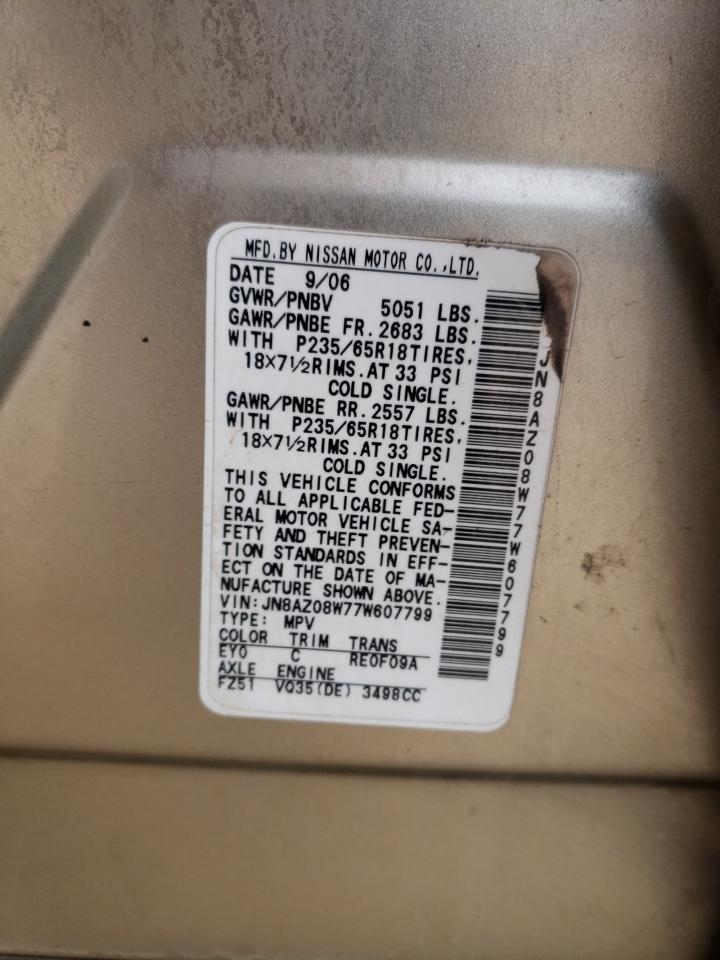 MFD.BY NISSAN MOTOR CO.,LTD.
DATE 9/06
GVWR/PNBV 5051 LBS.
GAWR/PNBE FR.2683 LBS.
WITH P235/65R18TIRES,
18×7½RIMS.AT 33 PSI
COLD SINGLE.
GAWR/PNBE RR.2557 LBS.
WITH P235/65R18TIRES,
18×7½RIMS.AT 33 PSI
COLD SINGLE.
THIS VEHICLE CONFORMS
TO ALL APPLICABLE FED-
ERAL MOTOR VEHICLE SA-
FETY AND THEFT PREVEN-
TION STANDARDS IN EFF-
ECT ON THE DATE OF MA-
NUFACTURE SHOWN ABOVE.
VIN:JN8AZ08W77W607799
TYPE: MPV
COLOR TRIM TRANS
EY0 C RE0F09A
AXLE ENGINE
FZ51 VQ35(DE) 3498CC
JN8AZ08W77W607799